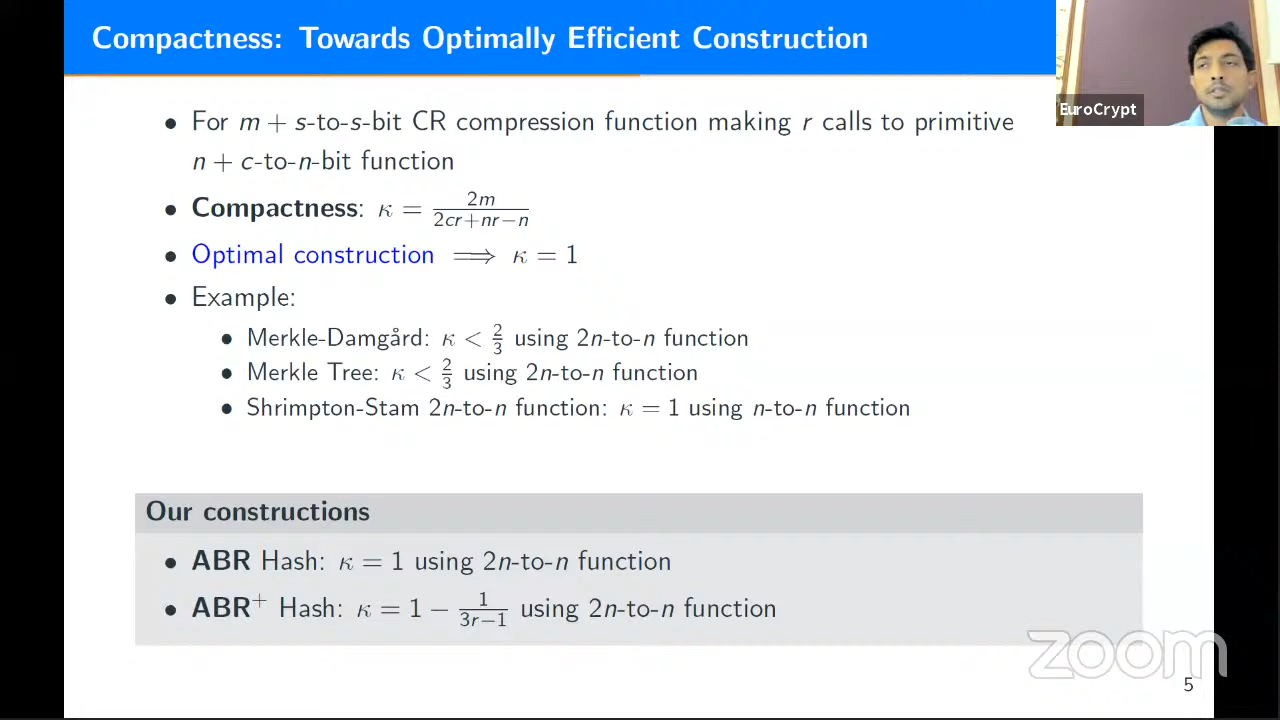 Compactness: Towards Optimally Efficient Construction
EuroCrypt
• For m + s-to-s-bit CR compression function making r calls to primitive
n + c-to-n-bit function
• Compactness: κ = 2m / (2cr+nr−n)
• Optimal construction ⟹ κ = 1
• Example:
• Merkle-Damgård: κ < 2/3 using 2n-to-n function
• Merkle Tree: κ < 2/3 using 2n-to-n function
• Shrimpton-Stam 2n-to-n function: κ = 1 using n-to-n function
Our constructions
• ABR Hash: κ = 1 using 2n-to-n function
• ABR⁺ Hash: κ = 1 − 1/(3r−1) using 2n-to-n function
zoom
5